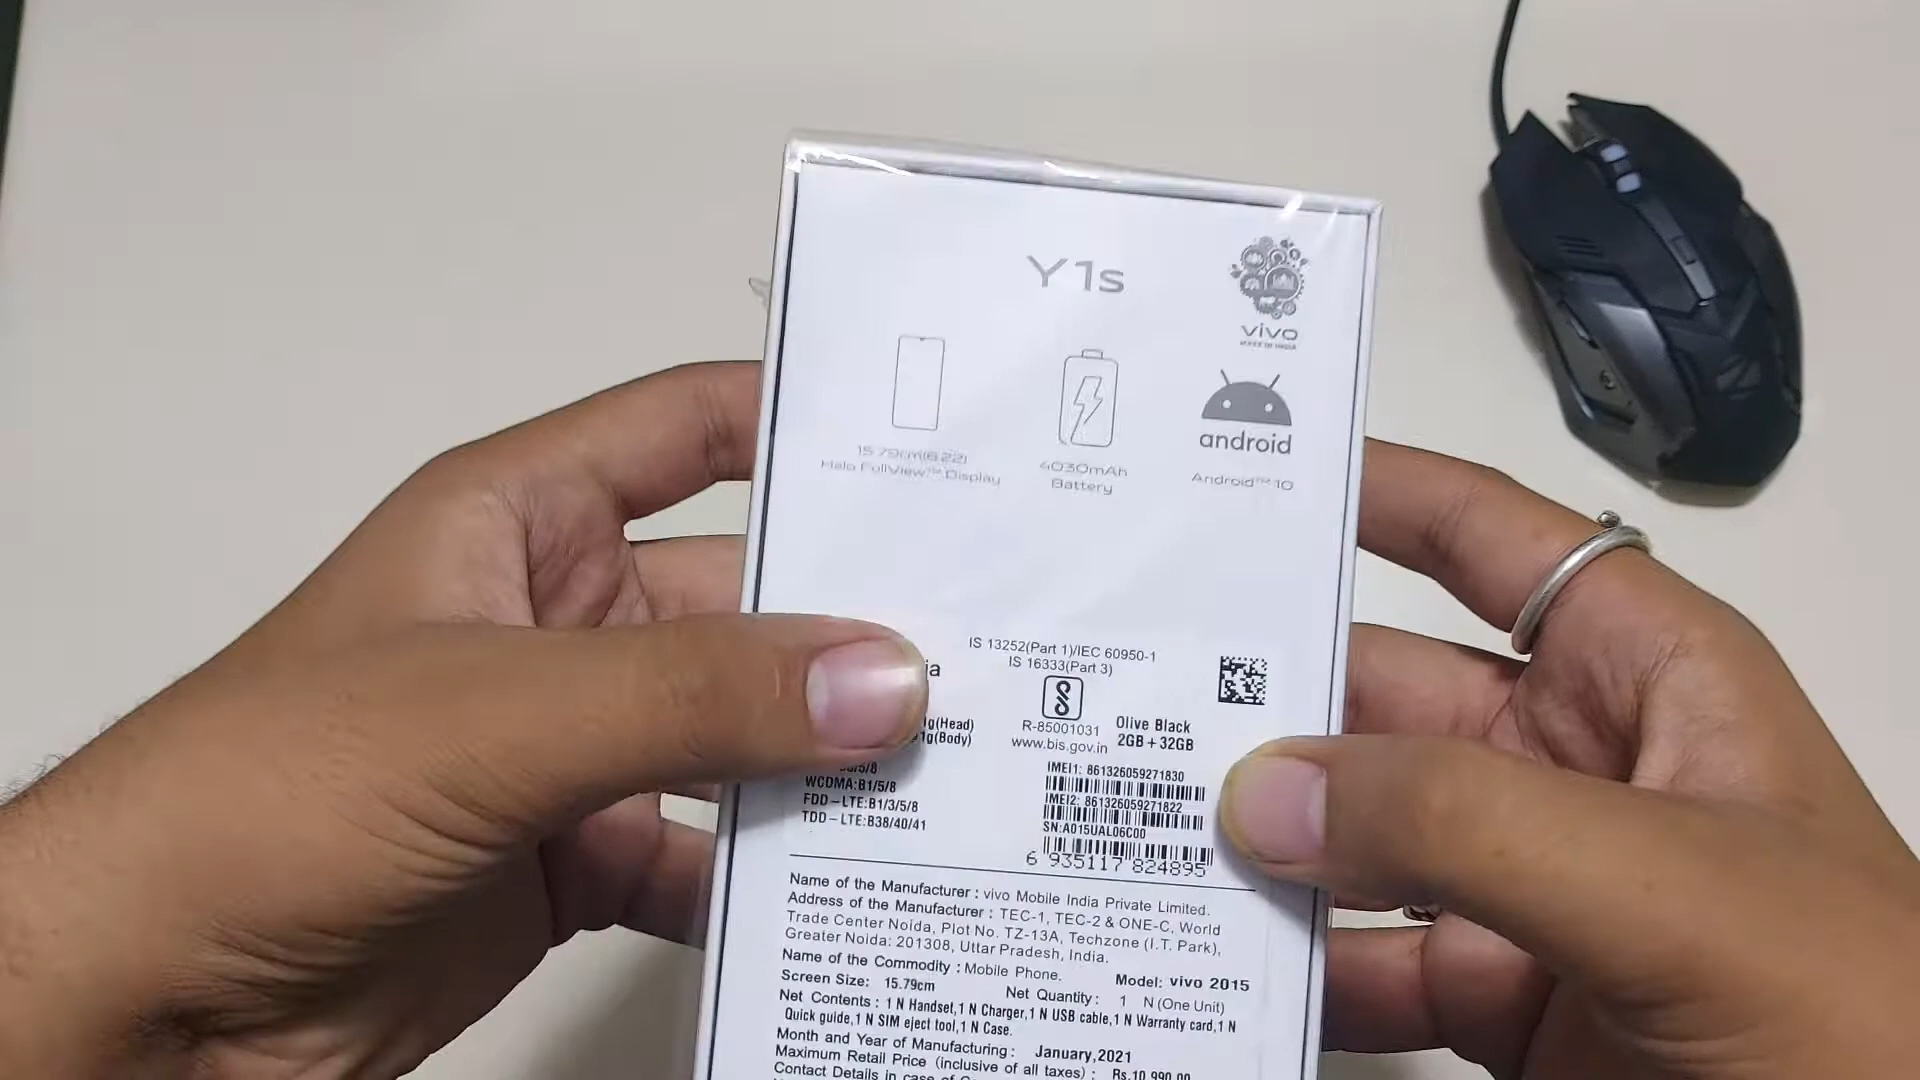 Y1s
vivo
MAKE IN INDIA
android
15.79cm(6.22)
Halo FullView™ Display
4030mAh
Battery
Android™ 10
IS 13252(Part 1)/IEC 60950-1
IS 16333(Part 3)
R-85001031
www.bis.gov.in
Olive Black
2GB + 32GB
1g(Head)
1g(Body)
WCDMA:B1/5/8
FDD-LTE:B1/3/5/8
TDD-LTE:B38/40/41
IMEI1: 861326059271830
IMEI2: 861326059271822
SN:A015UAL06C00
6 935117 824895
Name of the Manufacturer : vivo Mobile India Private Limited.
Address of the Manufacturer : TEC-1, TEC-2 & ONE-C, World
Trade Center Noida, Plot No. TZ-13A, Techzone (I.T. Park),
Greater Noida: 201308, Uttar Pradesh, India.
Name of the Commodity : Mobile Phone. Model: vivo 2015
Screen Size: 15.79cm Net Quantity: 1 N (One Unit)
Net Contents : 1 N Handset,1 N Charger,1 N USB cable,1 N Warranty card,1 N
Quick guide,1 N SIM eject tool,1 N Case.
Month and Year of Manufacturing: January,2021
Maximum Retail Price (inclusive of all taxes) : Rs.10,990.00
Contact Details in case of